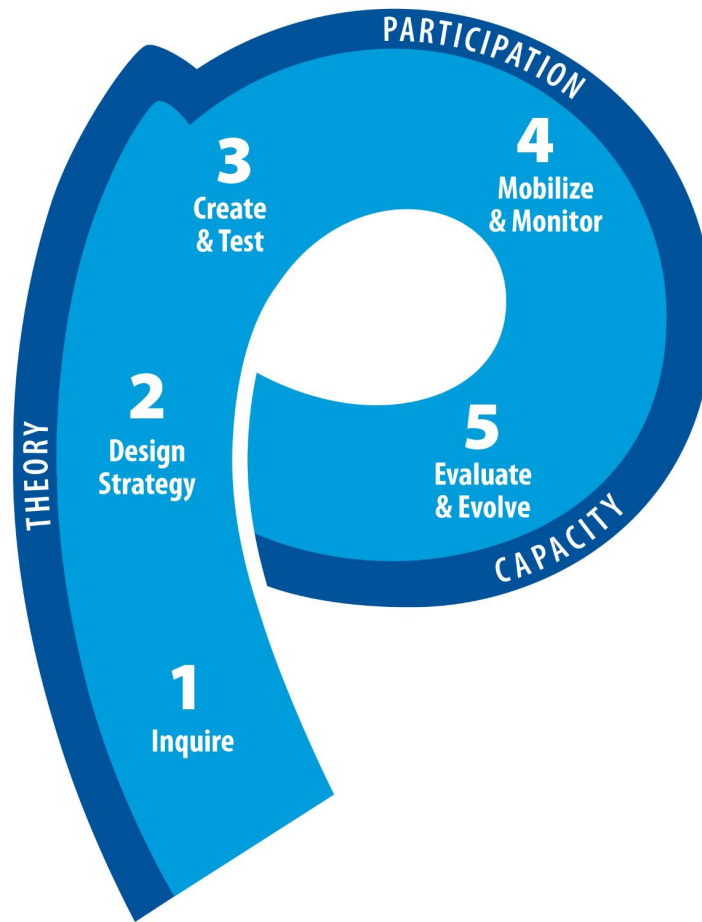 PARTICIPATION
3
Create
& Test
4
Mobilize
& Monitor
2
Design
Strategy
THEORY
5
Evaluate
& Evolve
CAPACITY
1
Inquire